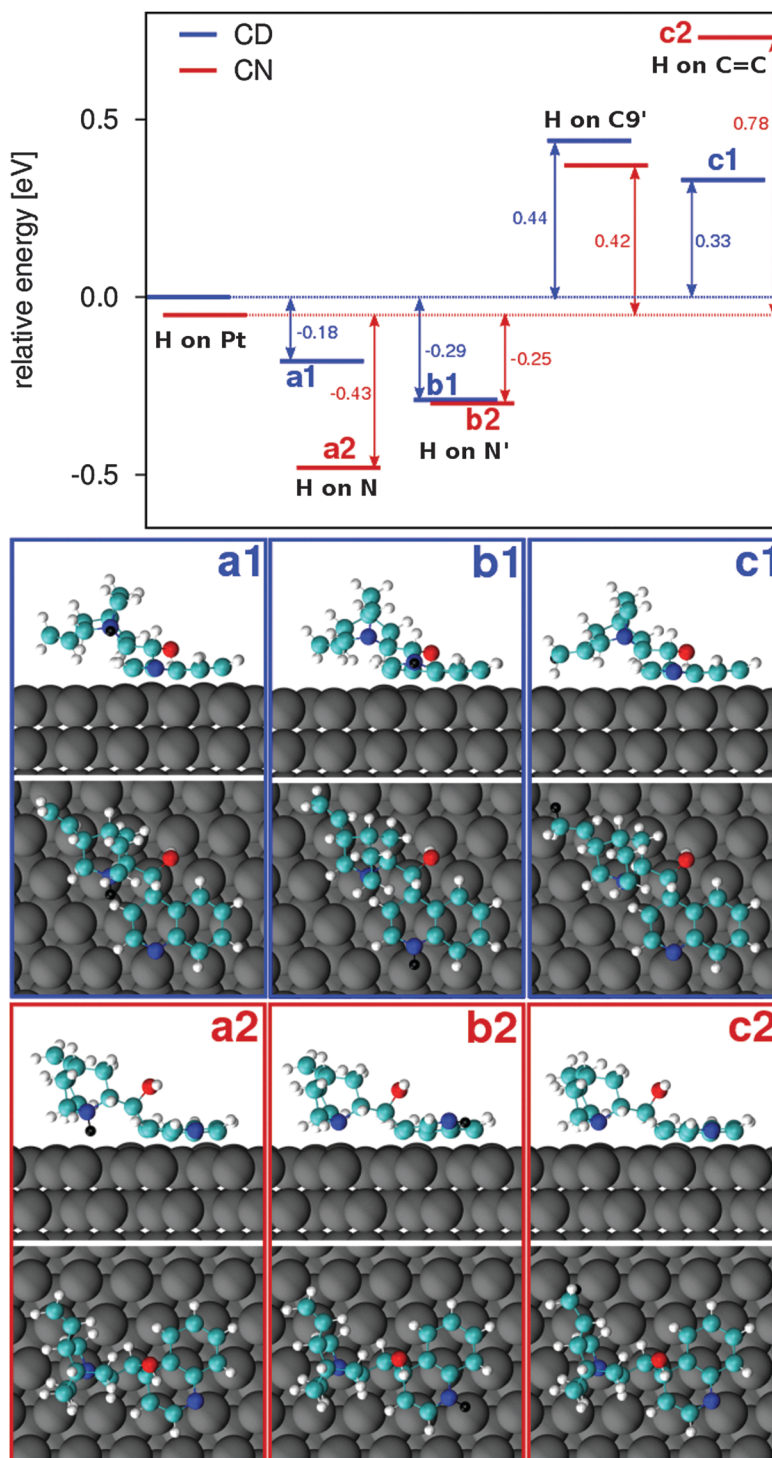 CD
CN
c2
H on C=C
0.5
H on C9'
0.78
c1
0.44
0.42
0.33
relative energy [eV]
0.0
H on Pt
-0.18
-0.29
-0.25
a1
-0.43
b1
a2
b2
H on N'
-0.5
H on N
a1
b1
c1
a2
b2
c2